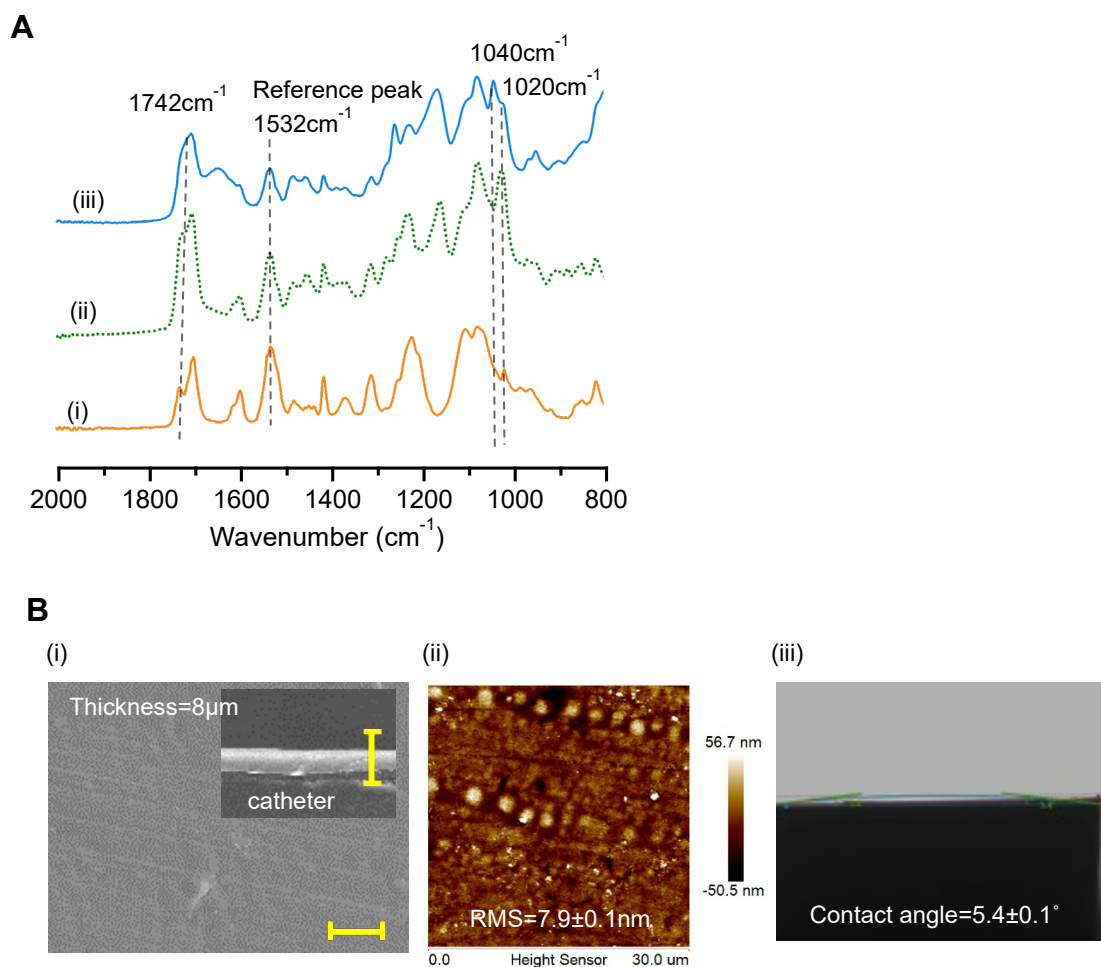 A
1040cm⁻¹
1020cm⁻¹
1742cm⁻¹
Reference peak
1532cm⁻¹
(iii)
(ii)
(i)
2000 1800 1600 1400 1200 1000 800
Wavenumber (cm⁻¹)
B
(i) (ii) (iii)
Thickness=8μm
catheter
56.7 nm
-50.5 nm
RMS=7.9±0.1nm
0.0 Height Sensor 30.0 um
Contact angle=5.4±0.1°